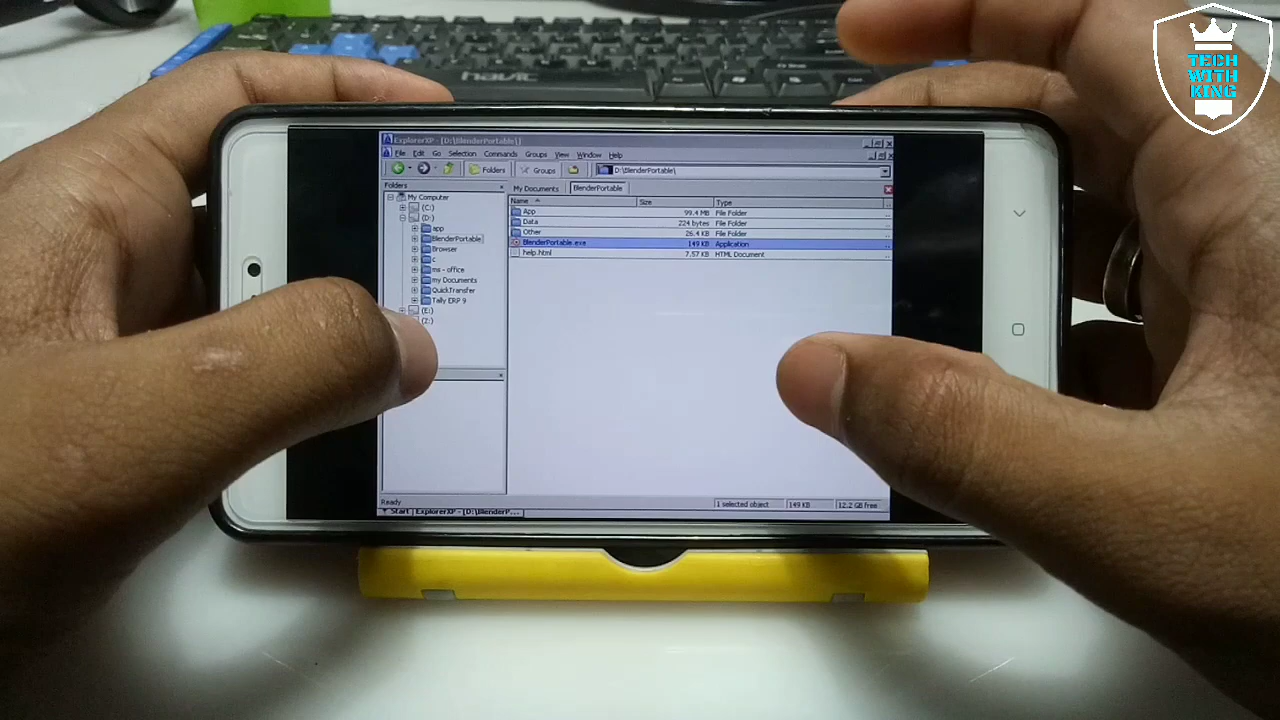 TECH
WITH
KING
havic
ExplorerXP - [D:\BlenderPortable\]
File Edit Go Selection Commands Groups View Window Help
Folders Groups D:\BlenderPortable\
Folders
My Documents BlenderPortable
My Computer
(C:)
(D:)
app
BlenderPortable
Browser
c
ms - office
my Documents
QuickTransfer
Tally ERP 9
(E:)
(Z:)
Name Size Type
App 99.4 MB File Folder
Data 224 bytes File Folder
Other 26.4 KB File Folder
BlenderPortable.exe 149 KB Application
help.html 7.57 KB HTML Document
Ready 1 selected object 149 KB 12.2 GB free
Start ExplorerXP - [D:\BlenderP...